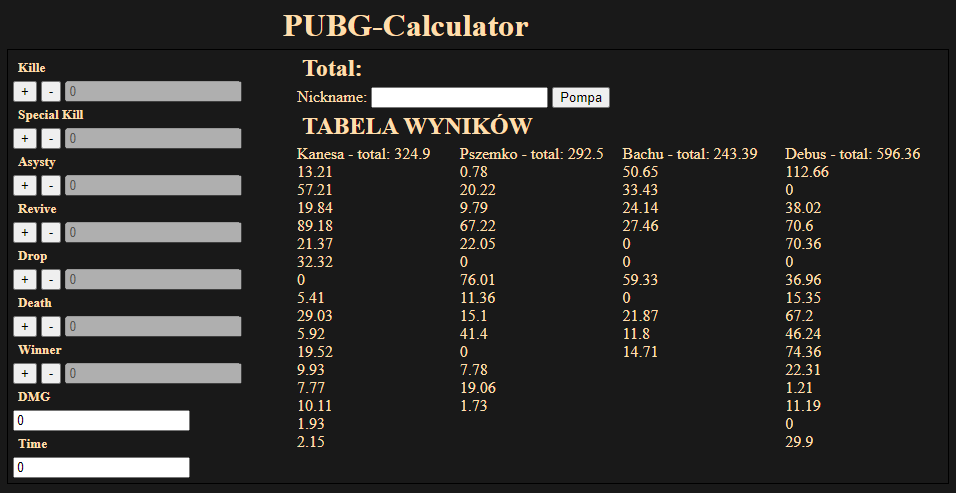 PUBG-Calculator
Kille
+ - 0
Special Kill
+ - 0
Asysty
+ - 0
Revive
+ - 0
Drop
+ - 0
Death
+ - 0
Winner
+ - 0
DMG
0
Time
0
Total:
Nickname: Pompa
TABELA WYNIKÓW
Kanesa - total: 324.9 Pszemko - total: 292.5 Bachu - total: 243.39 Debus - total: 596.36
13.21 0.78 50.65 112.66
57.21 20.22 33.43 0
19.84 9.79 24.14 38.02
89.18 67.22 27.46 70.6
21.37 22.05 0 70.36
32.32 0 0 0
0 76.01 59.33 36.96
5.41 11.36 0 15.35
29.03 15.1 21.87 67.2
5.92 41.4 11.8 46.24
19.52 0 14.71 74.36
9.93 7.78 22.31
7.77 19.06 1.21
10.11 1.73 11.19
1.93 0
2.15 29.9